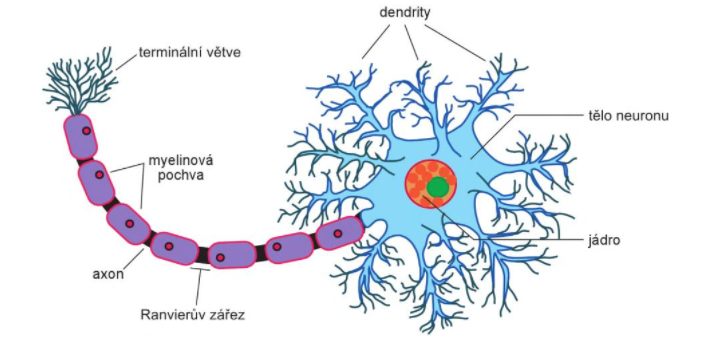 dendrity
terminální větve
tělo neuronu
myelinová
pochva
jádro
axon
Ranvierův zářez